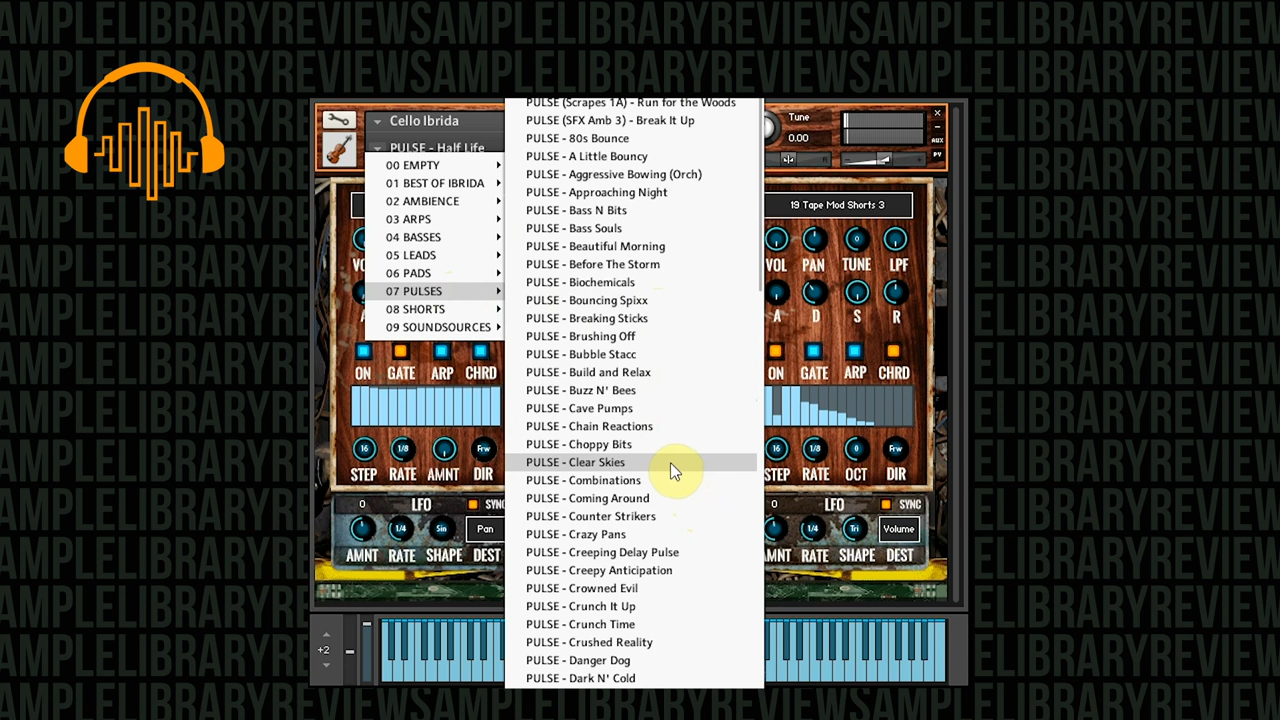 AMPLELIBRARYREVIEWSAMPLELIBRARYREVIEWSAMPLELIBRARYREVIEWSAMPLE
Cello Ibrida
PULSE - Half Life
00 EMPTY
01 BEST OF IBRIDA
02 AMBIENCE
03 ARPS
04 BASSES
05 LEADS
06 PADS
07 PULSES
08 SHORTS
09 SOUNDSOURCES
PULSE (Scrapes 1A) - Run for the Woods
PULSE (SFX Amb 3) - Break It Up
PULSE - 80s Bounce
PULSE - A Little Bouncy
PULSE - Aggressive Bowing (Orch)
PULSE - Approaching Night
PULSE - Bass N Bits
PULSE - Bass Souls
PULSE - Beautiful Morning
PULSE - Before The Storm
PULSE - Biochemicals
PULSE - Bouncing Spixx
PULSE - Breaking Sticks
PULSE - Brushing Off
PULSE - Bubble Stacc
PULSE - Build and Relax
PULSE - Buzz N' Bees
PULSE - Cave Pumps
PULSE - Chain Reactions
PULSE - Choppy Bits
PULSE - Clear Skies
PULSE - Combinations
PULSE - Coming Around
PULSE - Counter Strikers
PULSE - Crazy Pans
PULSE - Creeping Delay Pulse
PULSE - Creepy Anticipation
PULSE - Crowned Evil
PULSE - Crunch It Up
PULSE - Crunch Time
PULSE - Crushed Reality
PULSE - Danger Dog
PULSE - Dark N' Cold
Tune
0.00
AUX
PV
19 Tape Mod Shorts 3
VOL PAN TUNE LPF
A D S R
ON GATE ARP CHRD
ON GATE ARP CHRD
16 1/8 Frw
STEP RATE AMNT DIR
16 1/8 0 Frw
STEP RATE OCT DIR
0 LFO SYNC
1/4 Sin Pan
AMNT RATE SHAPE DEST
0 LFO SYNC
1/4 Tri Volume
AMNT RATE SHAPE DEST
+2